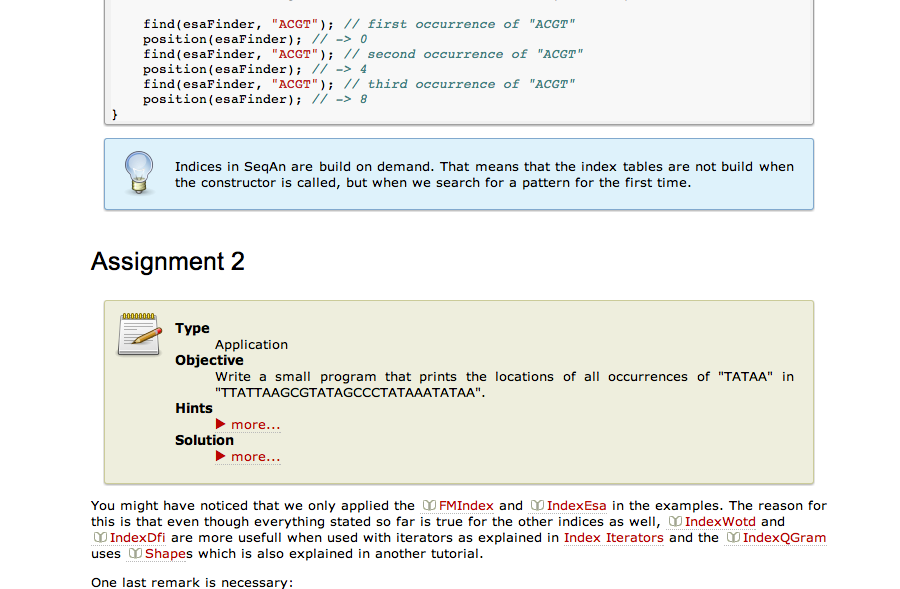 find(esaFinder, "ACGT"); // first occurrence of "ACGT"
position(esaFinder); // -> 0
find(esaFinder, "ACGT"); // second occurrence of "ACGT"
position(esaFinder); // -> 4
find(esaFinder, "ACGT"); // third occurrence of "ACGT"
position(esaFinder); // -> 8
}
Indices in SeqAn are build on demand. That means that the index tables are not build when
the constructor is called, but when we search for a pattern for the first time.
Assignment 2
Type
Application
Objective
Write a small program that prints the locations of all occurrences of "TATAA" in
"TTATTAAGCGTATAGCCCTATAAATATAA".
Hints
▶ more...
Solution
▶ more...
You might have noticed that we only applied the FMIndex and IndexEsa in the examples. The reason for
this is that even though everything stated so far is true for the other indices as well, IndexWotd and
IndexDfi are more usefull when used with iterators as explained in Index Iterators and the IndexQGram
uses Shapes which is also explained in another tutorial.
One last remark is necessary: